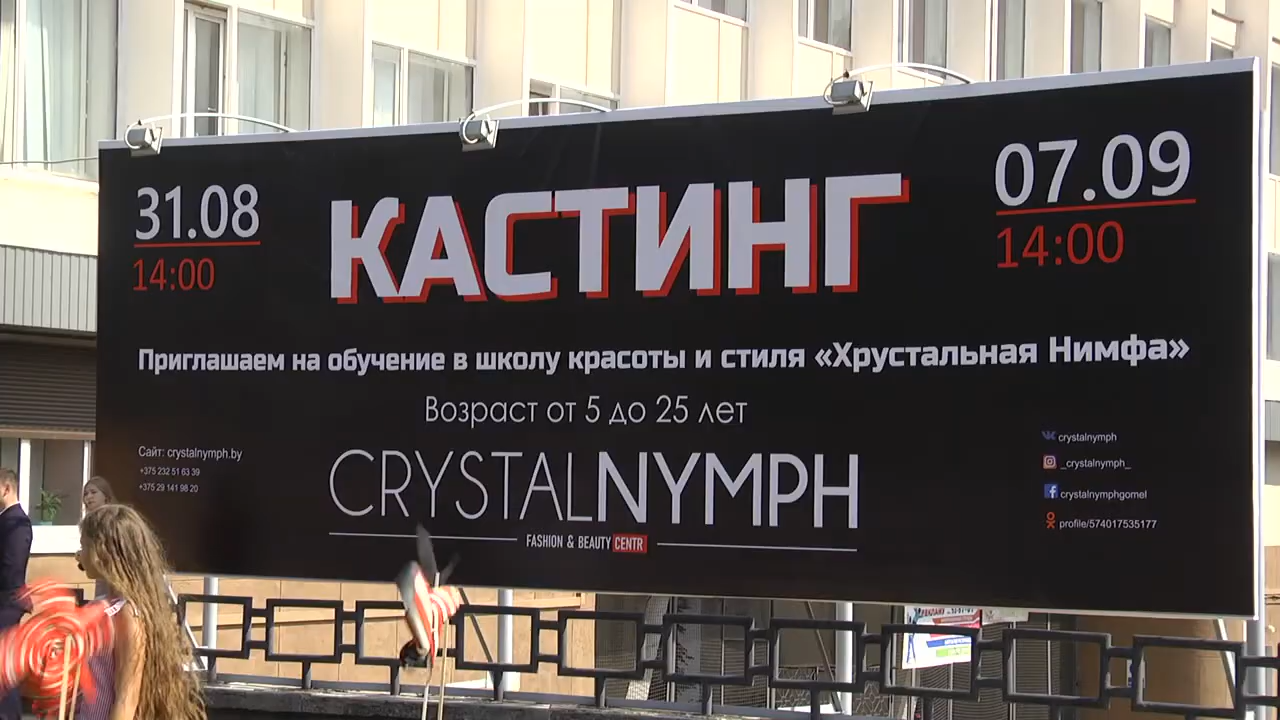 31.08
14:00
КАСТИНГ
07.09
14:00
Приглашаем на обучение в школу красоты и стиля «Хрустальная Нимфа»
Возраст от 5 до 25 лет
Сайт: crystalnymph.by
+375 232 51 63 39
+375 29 141 98 20
CRYSTALNYMPH
FASHION & BEAUTY CENTR
crystalnymph
_crystalnymph_
crystalnymphgomel
profile/574017535177